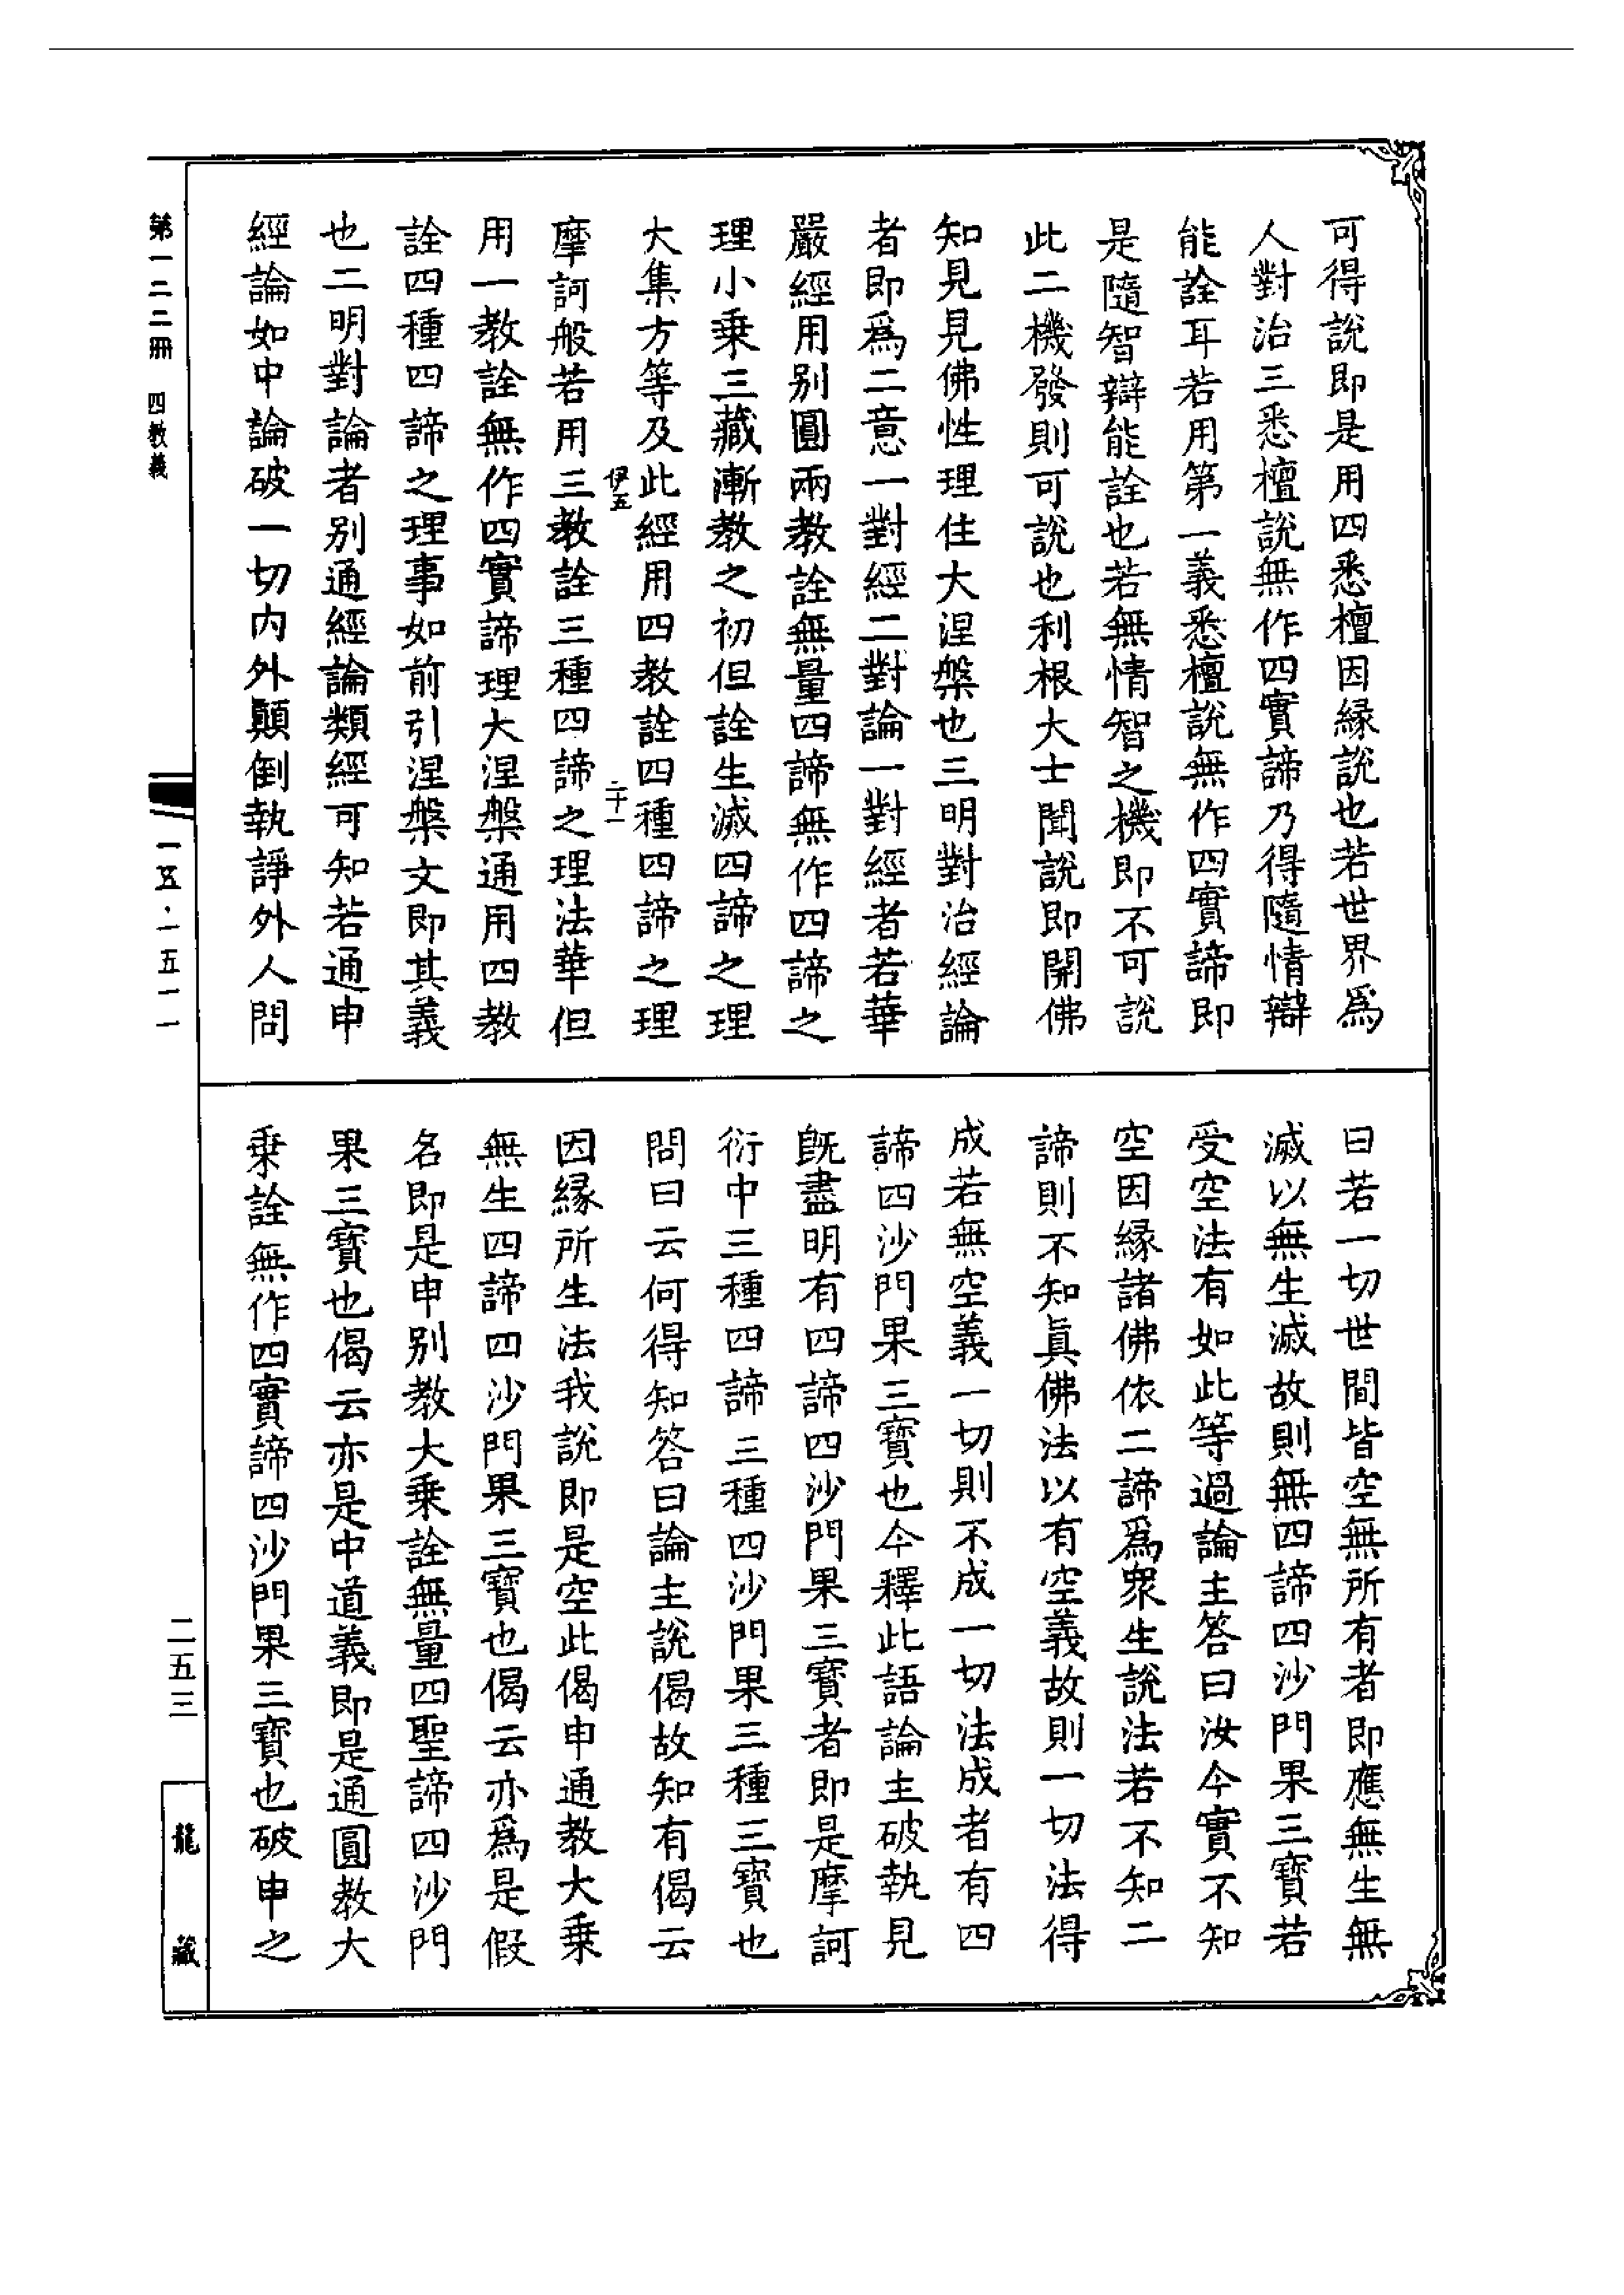 可得說即是用四悉檀因縁說也若世界爲
人對治三悉檀說無作四實諦乃得隨情辯
能詮耳若用第一義悉檀說無作四實諦即
是隨智辯能詮也若無情智之機即不可說
此二機發則可說也利根大士聞說即開佛
知見見佛性理住大涅槃也三明對治經論
者即爲二意一對經二對論一對經者若華
嚴經用別圓兩教詮無量四諦無作四諦之
理小乗三藏漸教之初但詮生滅四諦之理
大集方等及此經用四教詮四種四諦之理
伊五
二十一
摩訶般若用三教詮三種四諦之理法華但
用一教詮無作四實諦理大涅槃通用四教
詮四種四諦之理事如前引涅槃文即其義
也二明對論者別通經論類經可知若通申
經論如中論破一切内外顚倒執諍外人問
曰若一切世間皆空無所有者即應無生無
滅以無生滅故則無四諦四沙門果三寶若
受空法有如此等過論主答曰汝今實不知
空因縁諸佛依二諦爲衆生說法若不知二
諦則不知眞佛法以有空義故則一切法得
成若無空義一切則不成一切法成者有四
諦四沙門果三寶也今釋此語論主破執見
既盡明有四諦四沙門果三寶者即是摩訶
衍中三種四諦三種四沙門果三種三寶也
問曰云何得知答曰論主說偈故知有偈云
因縁所生法我說即是空此偈申通教大乗
無生四諦四沙門果三寶也偈云亦爲是假
名即是申別教大乗詮無量四聖諦四沙門
果三寶也偈云亦是中道義即是通圓教大
乗詮無作四實諦四沙門果三寶也破申之
第一二二冊 四教義
一五·一五一一
二五三
龍藏